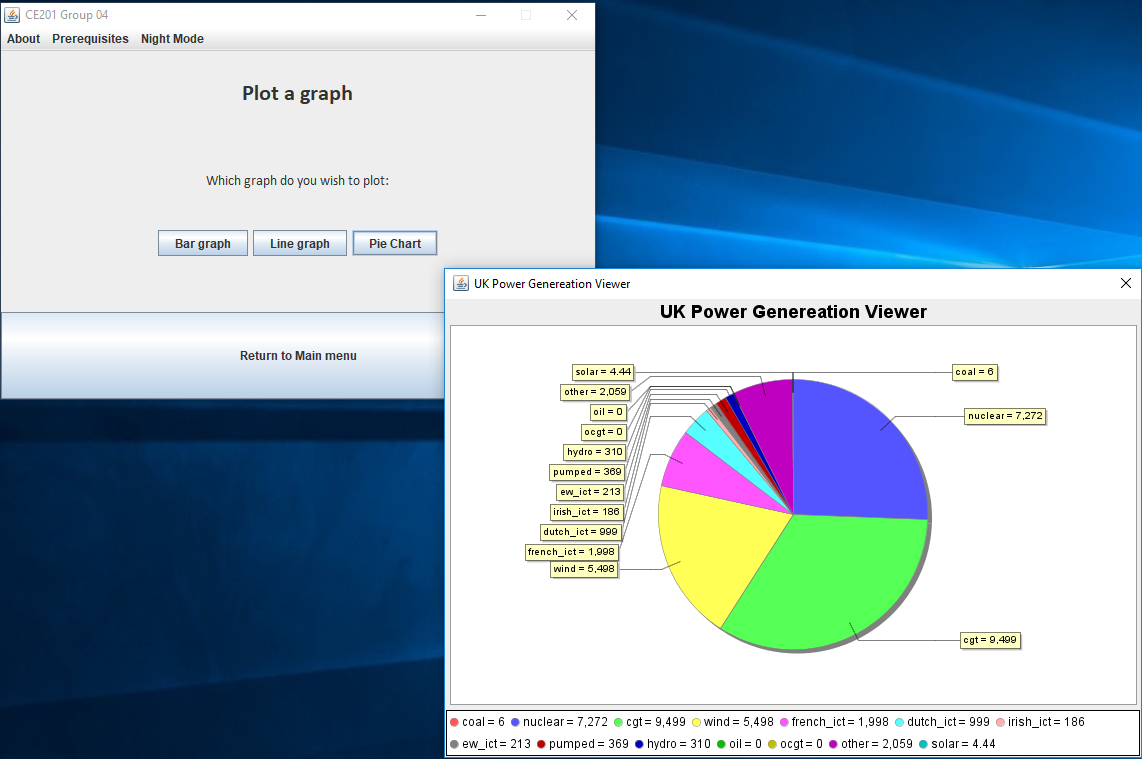 CE201 Group 04
About Prerequisites Night Mode
Plot a graph
Which graph do you wish to plot:
Bar graph Line graph Pie Chart
Return to Main menu
UK Power Genereation Viewer
UK Power Genereation Viewer
solar = 4.44
other = 2,059
oil = 0
ocgt = 0
hydro = 310
pumped = 369
ew_ict = 213
irish_ict = 186
dutch_ict = 999
french_ict = 1,998
wind = 5,498
coal = 6
nuclear = 7,272
cgt = 9,499
coal = 6 nuclear = 7,272 cgt = 9,499 wind = 5,498 french_ict = 1,998 dutch_ict = 999 irish_ict = 186
ew_ict = 213 pumped = 369 hydro = 310 oil = 0 ocgt = 0 other = 2,059 solar = 4.44